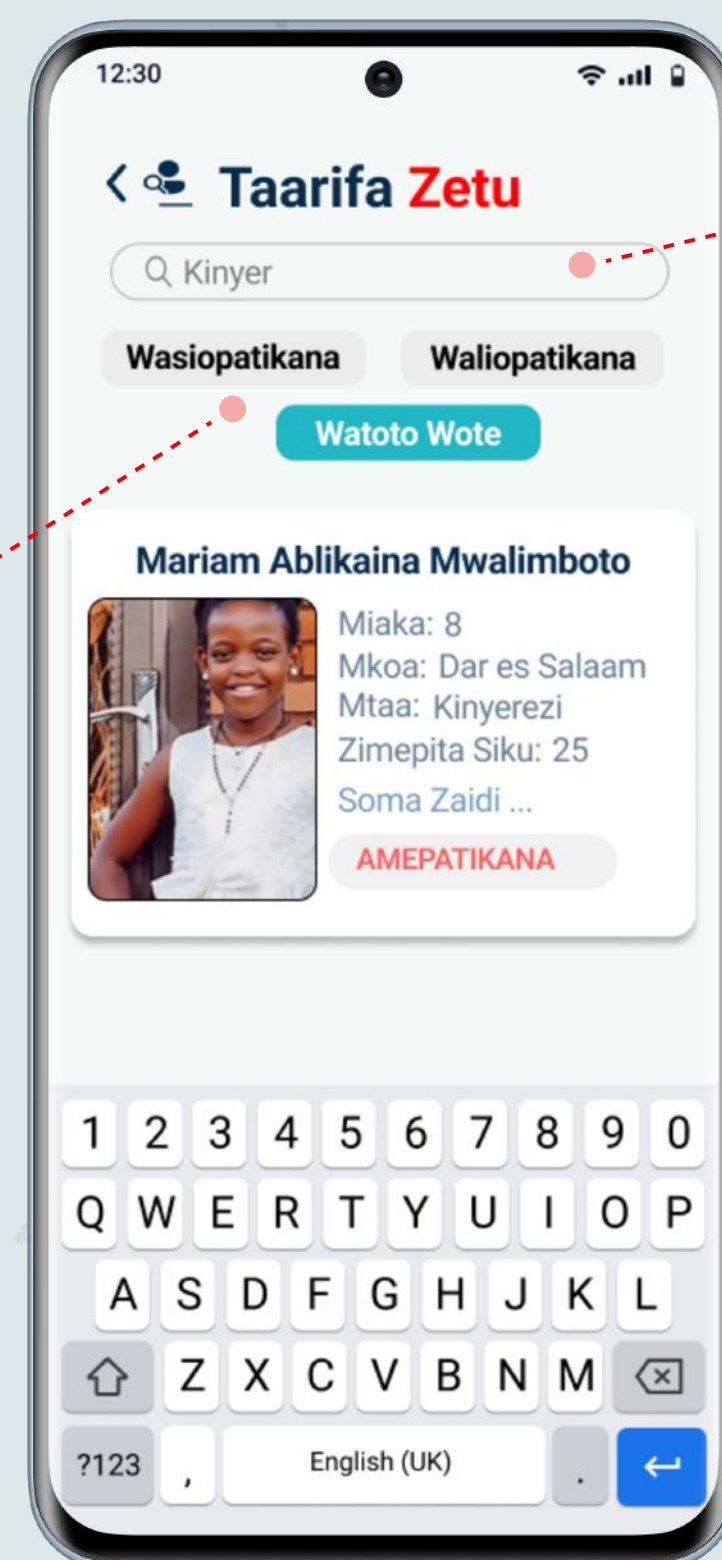 12:30
Taarifa Zetu
Kinyer
Wasiopatikana Waliopatikana
Watoto Wote
Mariam Ablikaina Mwalimboto
Miaka: 8
Mkoa: Dar es Salaam
Mtaa: Kinyerezi
Zimepita Siku: 25
Soma Zaidi ...
AMEPATIKANA
1 2 3 4 5 6 7 8 9 0
Q W E R T Y U I O P
A S D F G H J K L
Z X C V B N M
?123 , English (UK) .